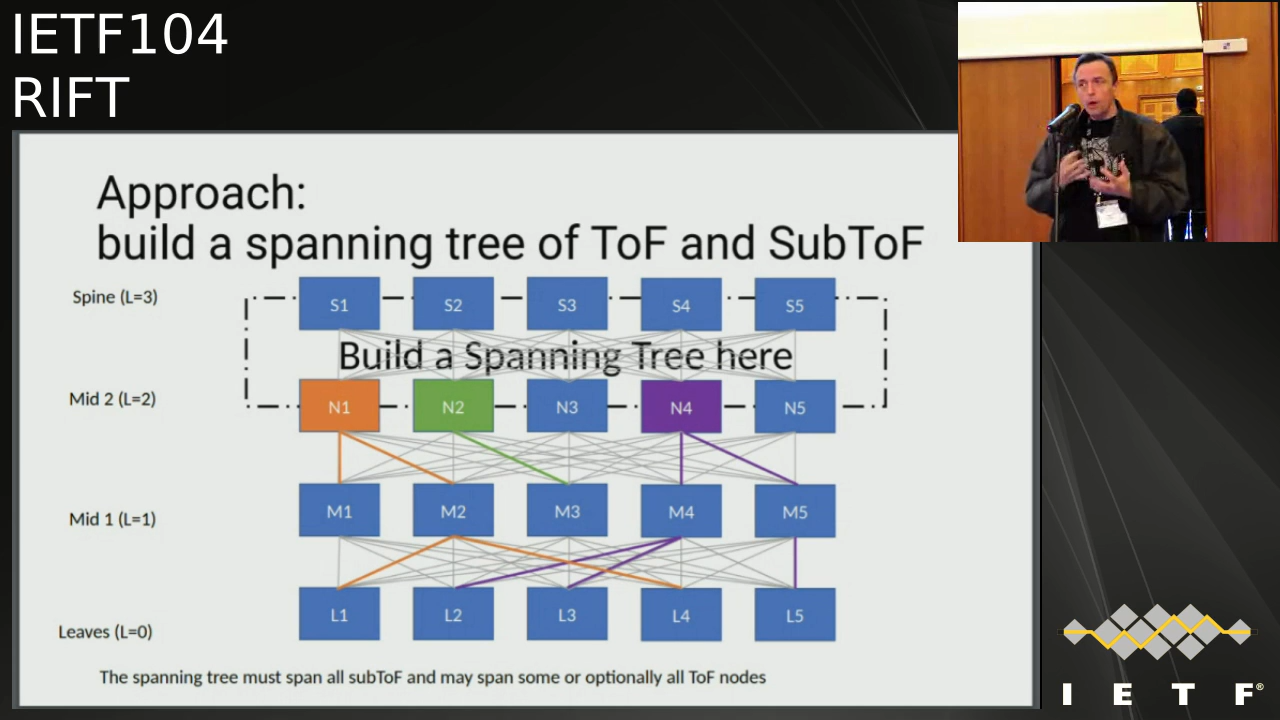 IETF104
RIFT
Approach:
build a spanning tree of ToF and SubToF
Spine (L=3)
S1 S2 S3 S4 S5
Build a Spanning Tree here
Mid 2 (L=2)
N1 N2 N3 N4 N5
Mid 1 (L=1)
M1 M2 M3 M4 M5
Leaves (L=0)
L1 L2 L3 L4 L5
The spanning tree must span all subToF and may span some or optionally all ToF nodes
I E T F®